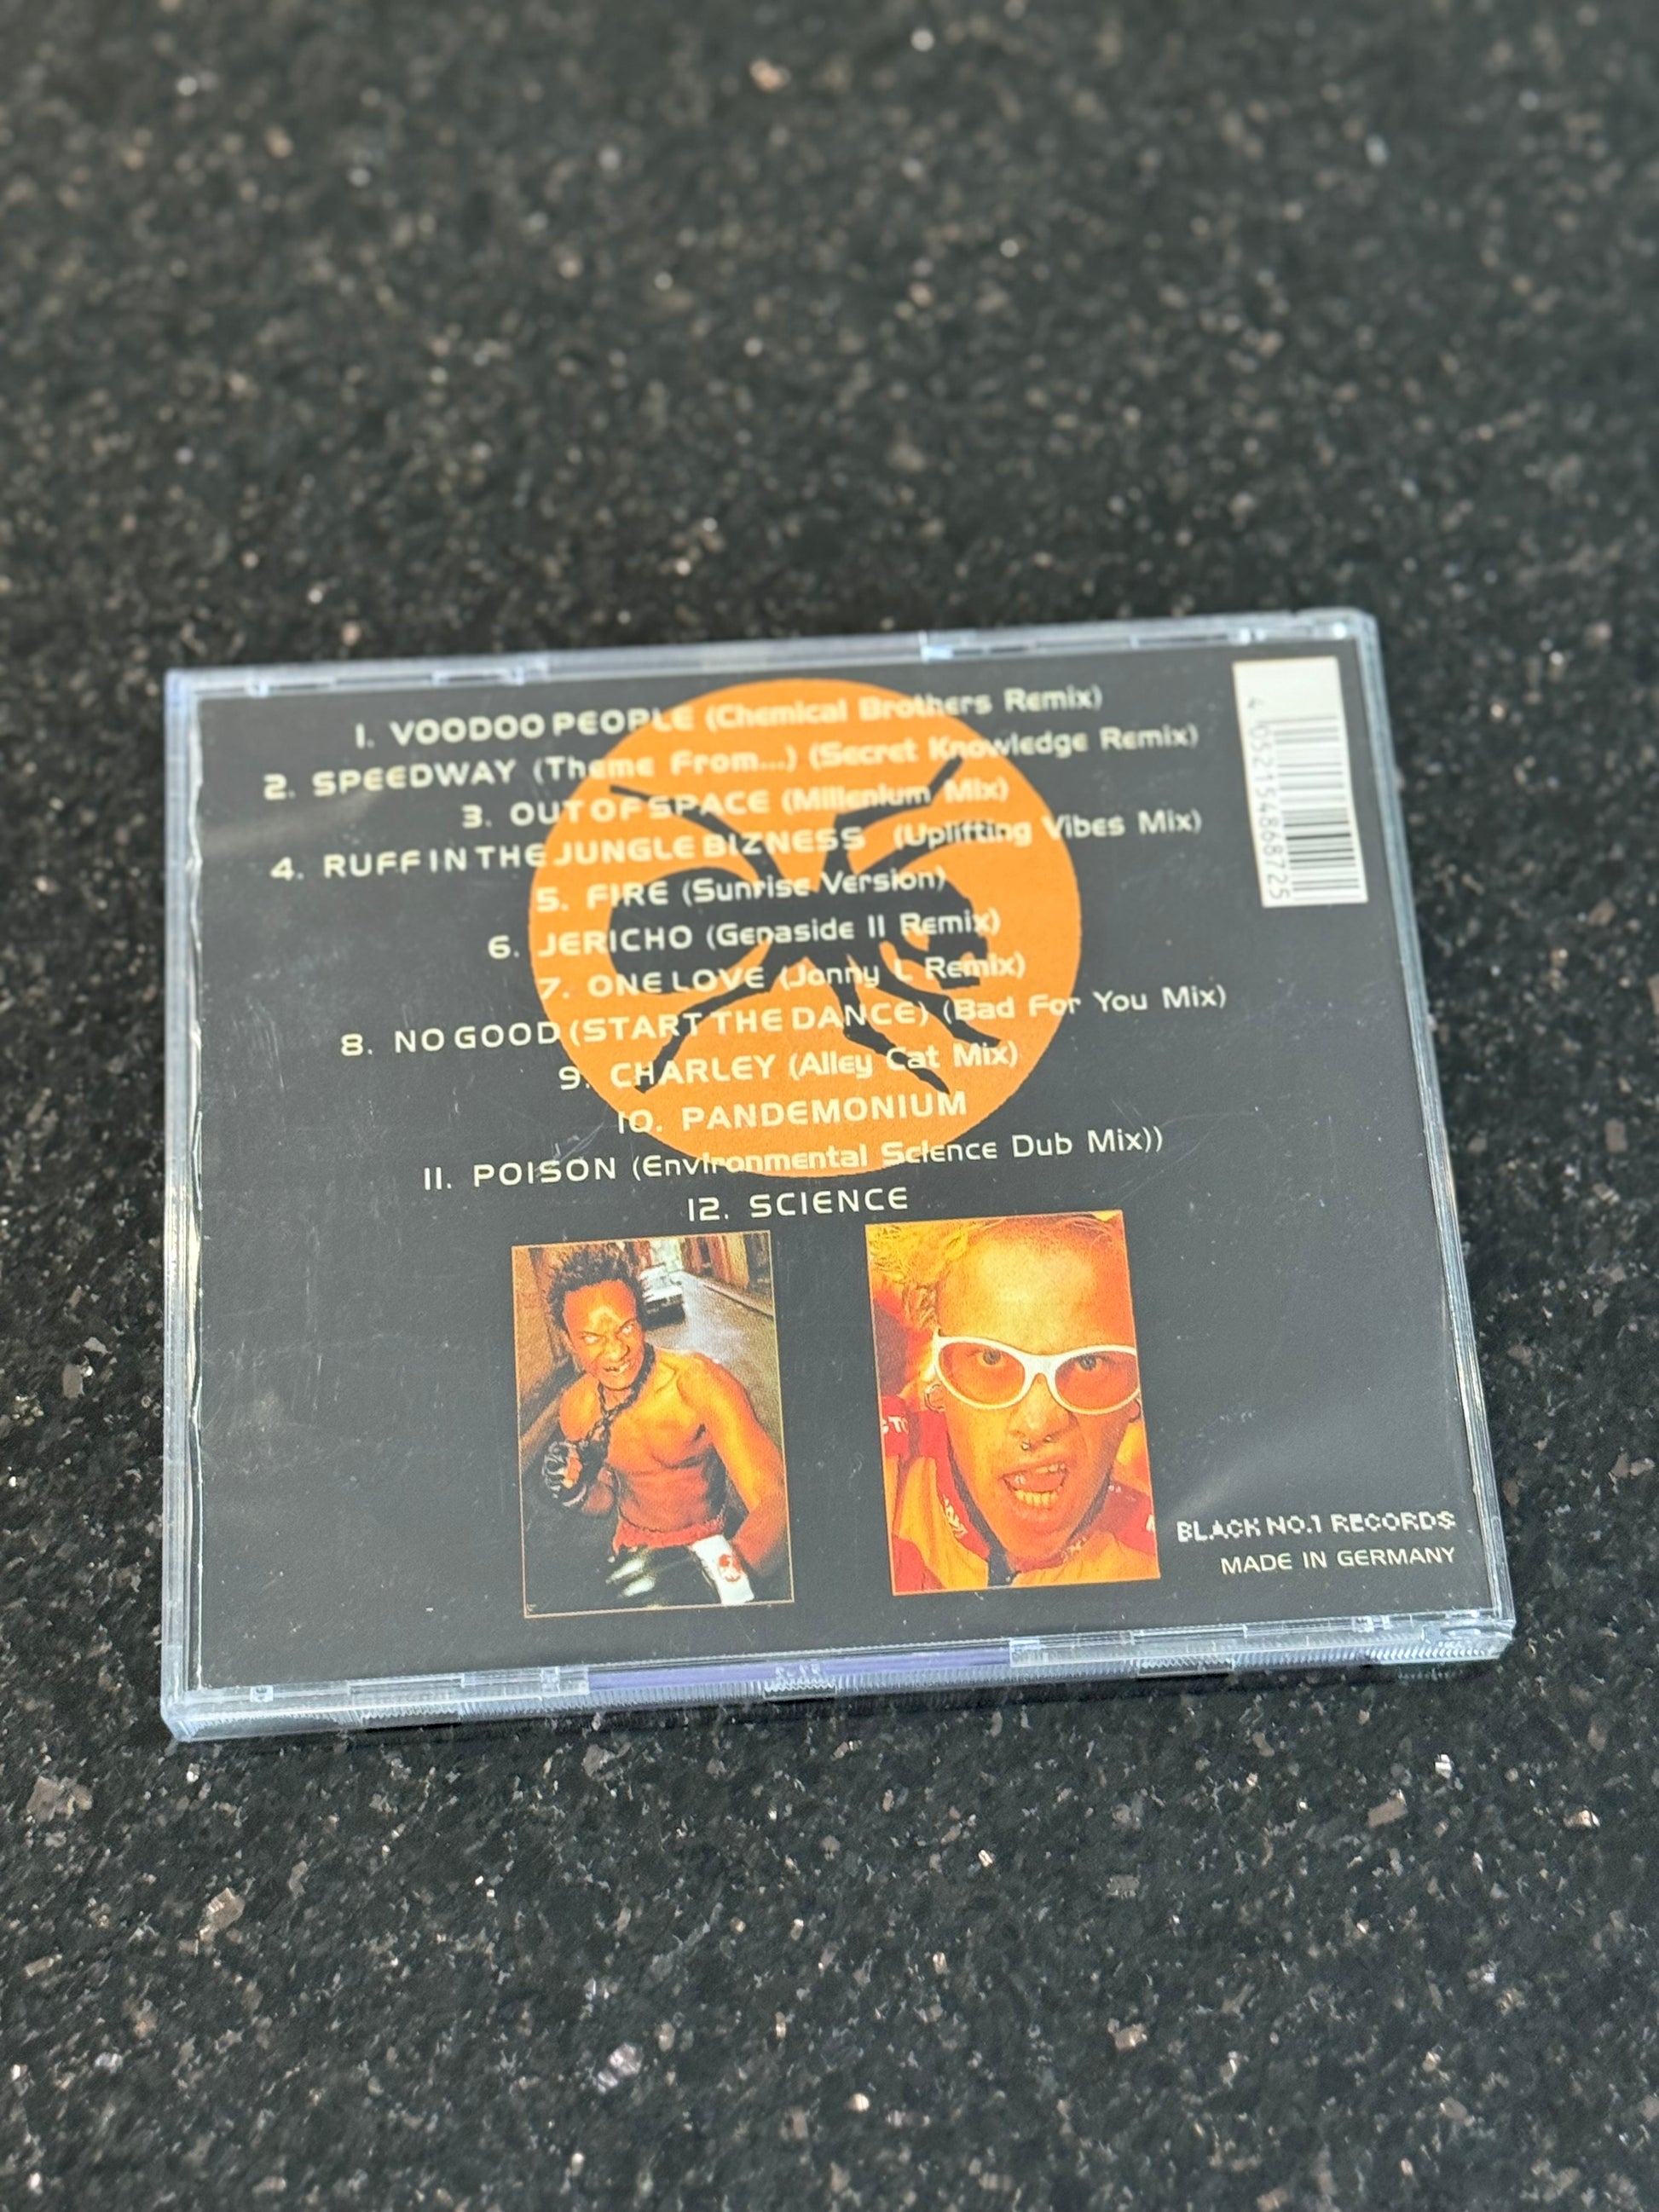 1. VOODOO PEOPLE (Chemical Brothers Remix)
2. SPEEDWAY (Theme From...) (Secret Knowledge Remix)
3. OUT OF SPACE (Millenium Mix)
4. RUFF IN THE JUNGLE BIZNESS (Uplifting Vibes Mix)
5. FIRE (Sunrise Version)
6. JERICHO (Genaside II Remix)
7. ONE LOVE (Jonny L Remix)
8. NO GOOD (START THE DANCE) (Bad For You Mix)
9. CHARLEY (Alley Cat Mix)
10. PANDEMONIUM
11. POISON (Environmental Science Dub Mix))
12. SCIENCE
4 032154 868725
BLACK NO.1 RECORDS
MADE IN GERMANY